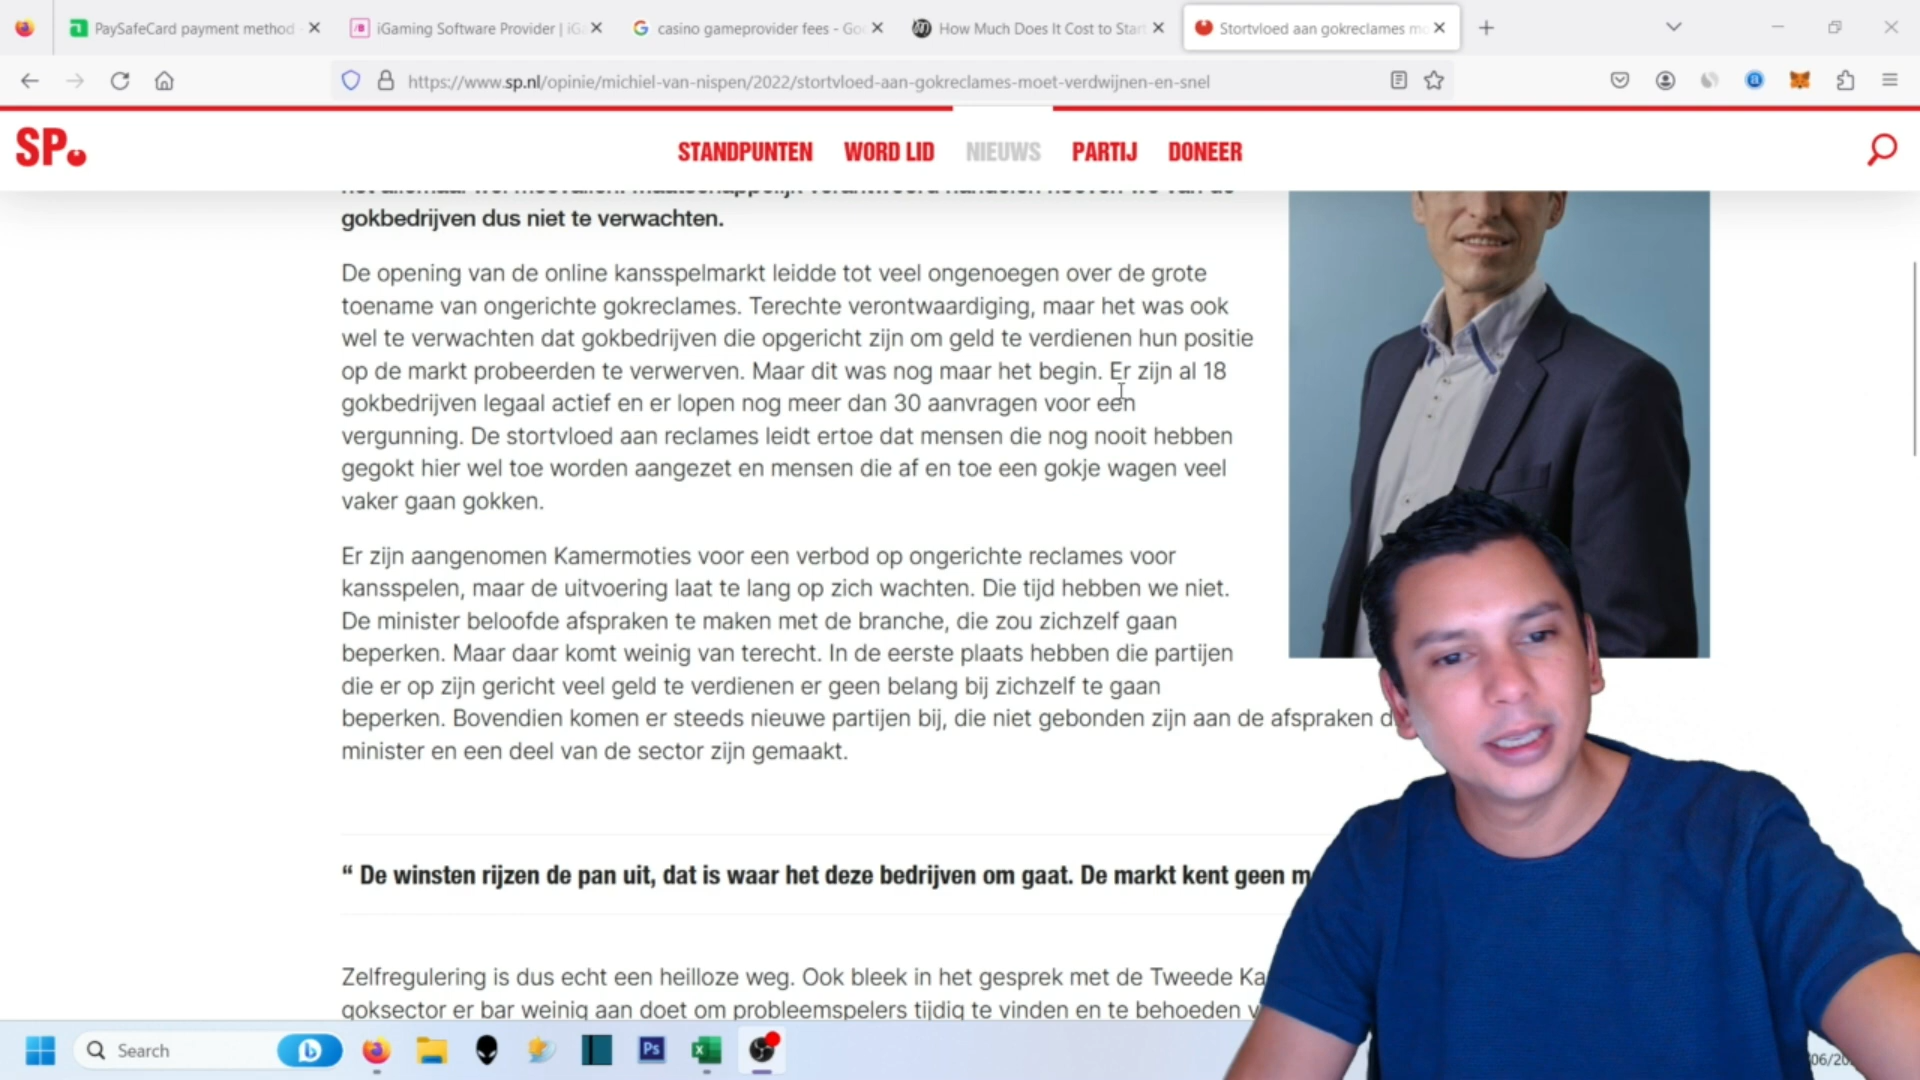 PaySafeCard payment method
iGaming Software Provider | iGa
casino gameprovider fees - Goo
How Much Does It Cost to Start
Stortvloed aan gokreclames mo
https://www.sp.nl/opinie/michiel-van-nispen/2022/stortvloed-aan-gokreclames-moet-verdwijnen-en-snel
SP.
STANDPUNTEN WORD LID NIEUWS PARTIJ DONEER
gokbedrijven dus niet te verwachten.
De opening van de online kansspelmarkt leidde tot veel ongenoegen over de grote
toename van ongerichte gokreclames. Terechte verontwaardiging, maar het was ook
wel te verwachten dat gokbedrijven die opgericht zijn om geld te verdienen hun positie
op de markt probeerden te verwerven. Maar dit was nog maar het begin. Er zijn al 18
gokbedrijven legaal actief en er lopen nog meer dan 30 aanvragen voor een
vergunning. De stortvloed aan reclames leidt ertoe dat mensen die nog nooit hebben
gegokt hier wel toe worden aangezet en mensen die af en toe een gokje wagen veel
vaker gaan gokken.
Er zijn aangenomen Kamermoties voor een verbod op ongerichte reclames voor
kansspelen, maar de uitvoering laat te lang op zich wachten. Die tijd hebben we niet.
De minister beloofde afspraken te maken met de branche, die zou zichzelf gaan
beperken. Maar daar komt weinig van terecht. In de eerste plaats hebben die partijen
die er op zijn gericht veel geld te verdienen er geen belang bij zichzelf te gaan
beperken. Bovendien komen er steeds nieuwe partijen bij, die niet gebonden zijn aan de afspraken d
minister en een deel van de sector zijn gemaakt.
“ De winsten rijzen de pan uit, dat is waar het deze bedrijven om gaat. De markt kent geen m
Zelfregulering is dus echt een heilloze weg. Ook bleek in het gesprek met de Tweede Ka
goksector er bar weinig aan doet om probleemspelers tijdig te vinden en te behoeden v
Search
Ps